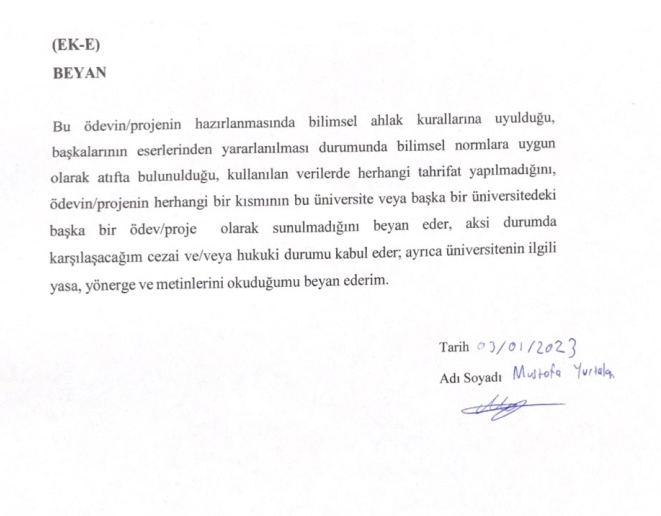 (EK-E)
BEYAN
Bu ödevin/projenin hazırlanmasında bilimsel ahlak kurallarına uyulduğu,
başkalarının eserlerinden yararlanılması durumunda bilimsel normlara uygun
olarak atıfta bulunulduğu, kullanılan verilerde herhangi tahrifat yapılmadığını,
ödevin/projenin herhangi bir kısmının bu üniversite veya başka bir üniversitedeki
başka bir ödev/proje olarak sunulmadığını beyan eder, aksi durumda
karşılaşacağım cezai ve/veya hukuki durumu kabul eder; ayrıca üniversitenin ilgili
yasa, yönerge ve metinlerini okuduğumu beyan ederim.
Tarih 03/01/2023
Adı Soyadı Mustafa